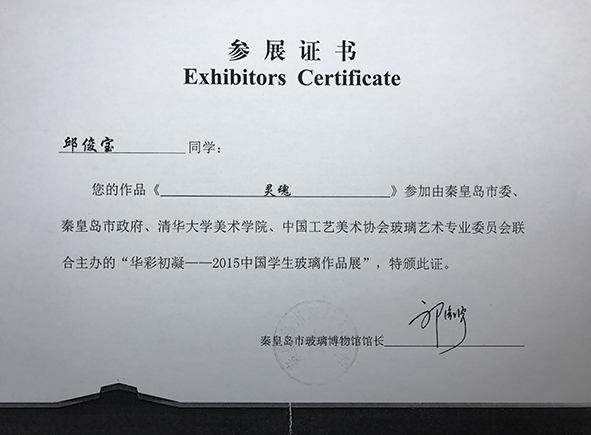 参展证书
Exhibitors Certificate
邱俊宝同学：
您的作品《灵魂》参加由秦皇岛市委、
秦皇岛市政府、清华大学美术学院、中国工艺美术协会玻璃艺术专业委员会联
合主办的“华彩初凝——2015中国学生玻璃作品展”，特颁此证。
秦皇岛市玻璃博物馆馆长